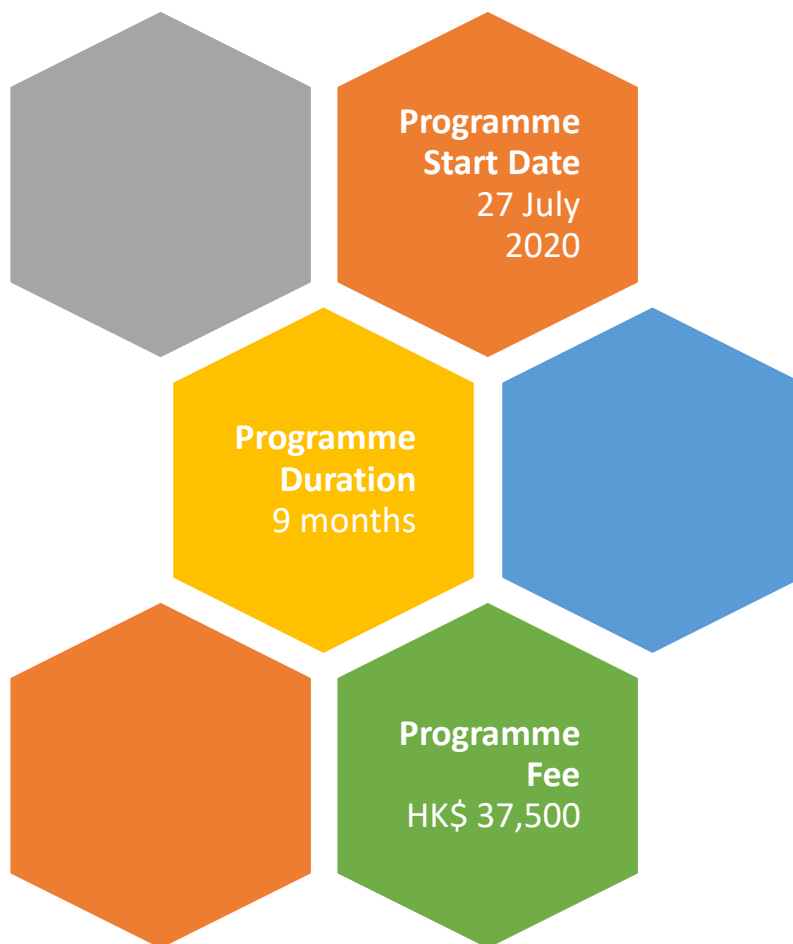 Programme
Start Date
27 July
2020
Programme
Duration
9 months
Programme
Fee
HK$ 37,500